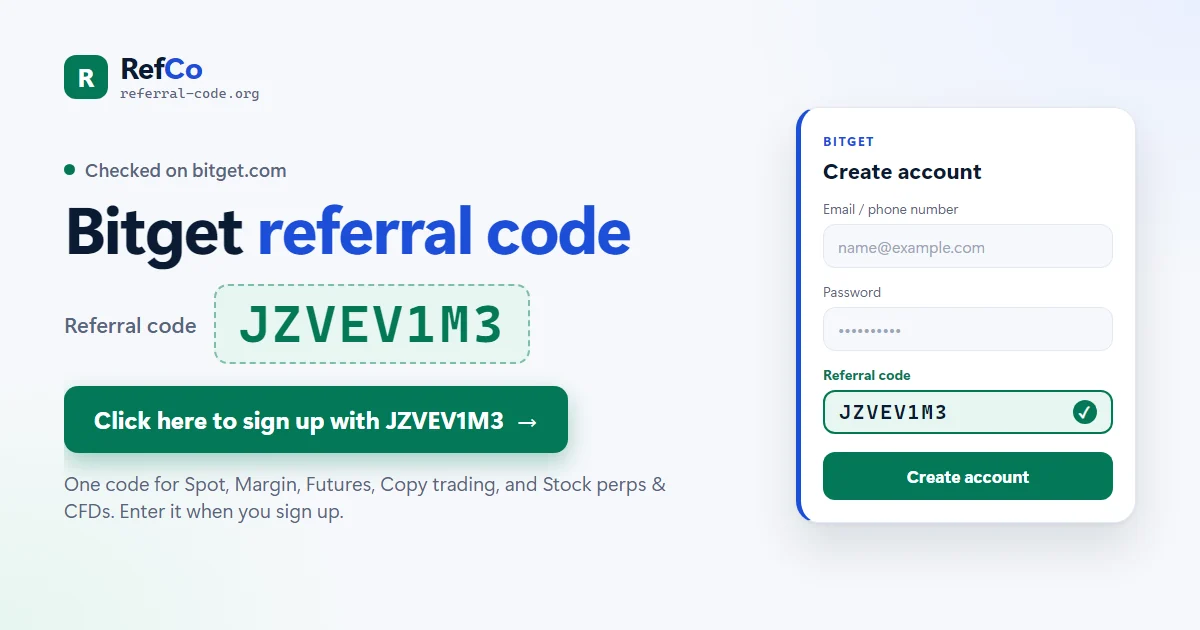 R
RefCo
referral-code.org
Checked on bitget.com
Bitget referral code
Referral code
JZVEV1M3
Click here to sign up with JZVEV1M3 →
One code for Spot, Margin, Futures, Copy trading, and Stock perps &
CFDs. Enter it when you sign up.
BITGET
Create account
Email / phone number
name@example.com
Password
••••••••••
Referral code
JZVEV1M3
✓
Create account